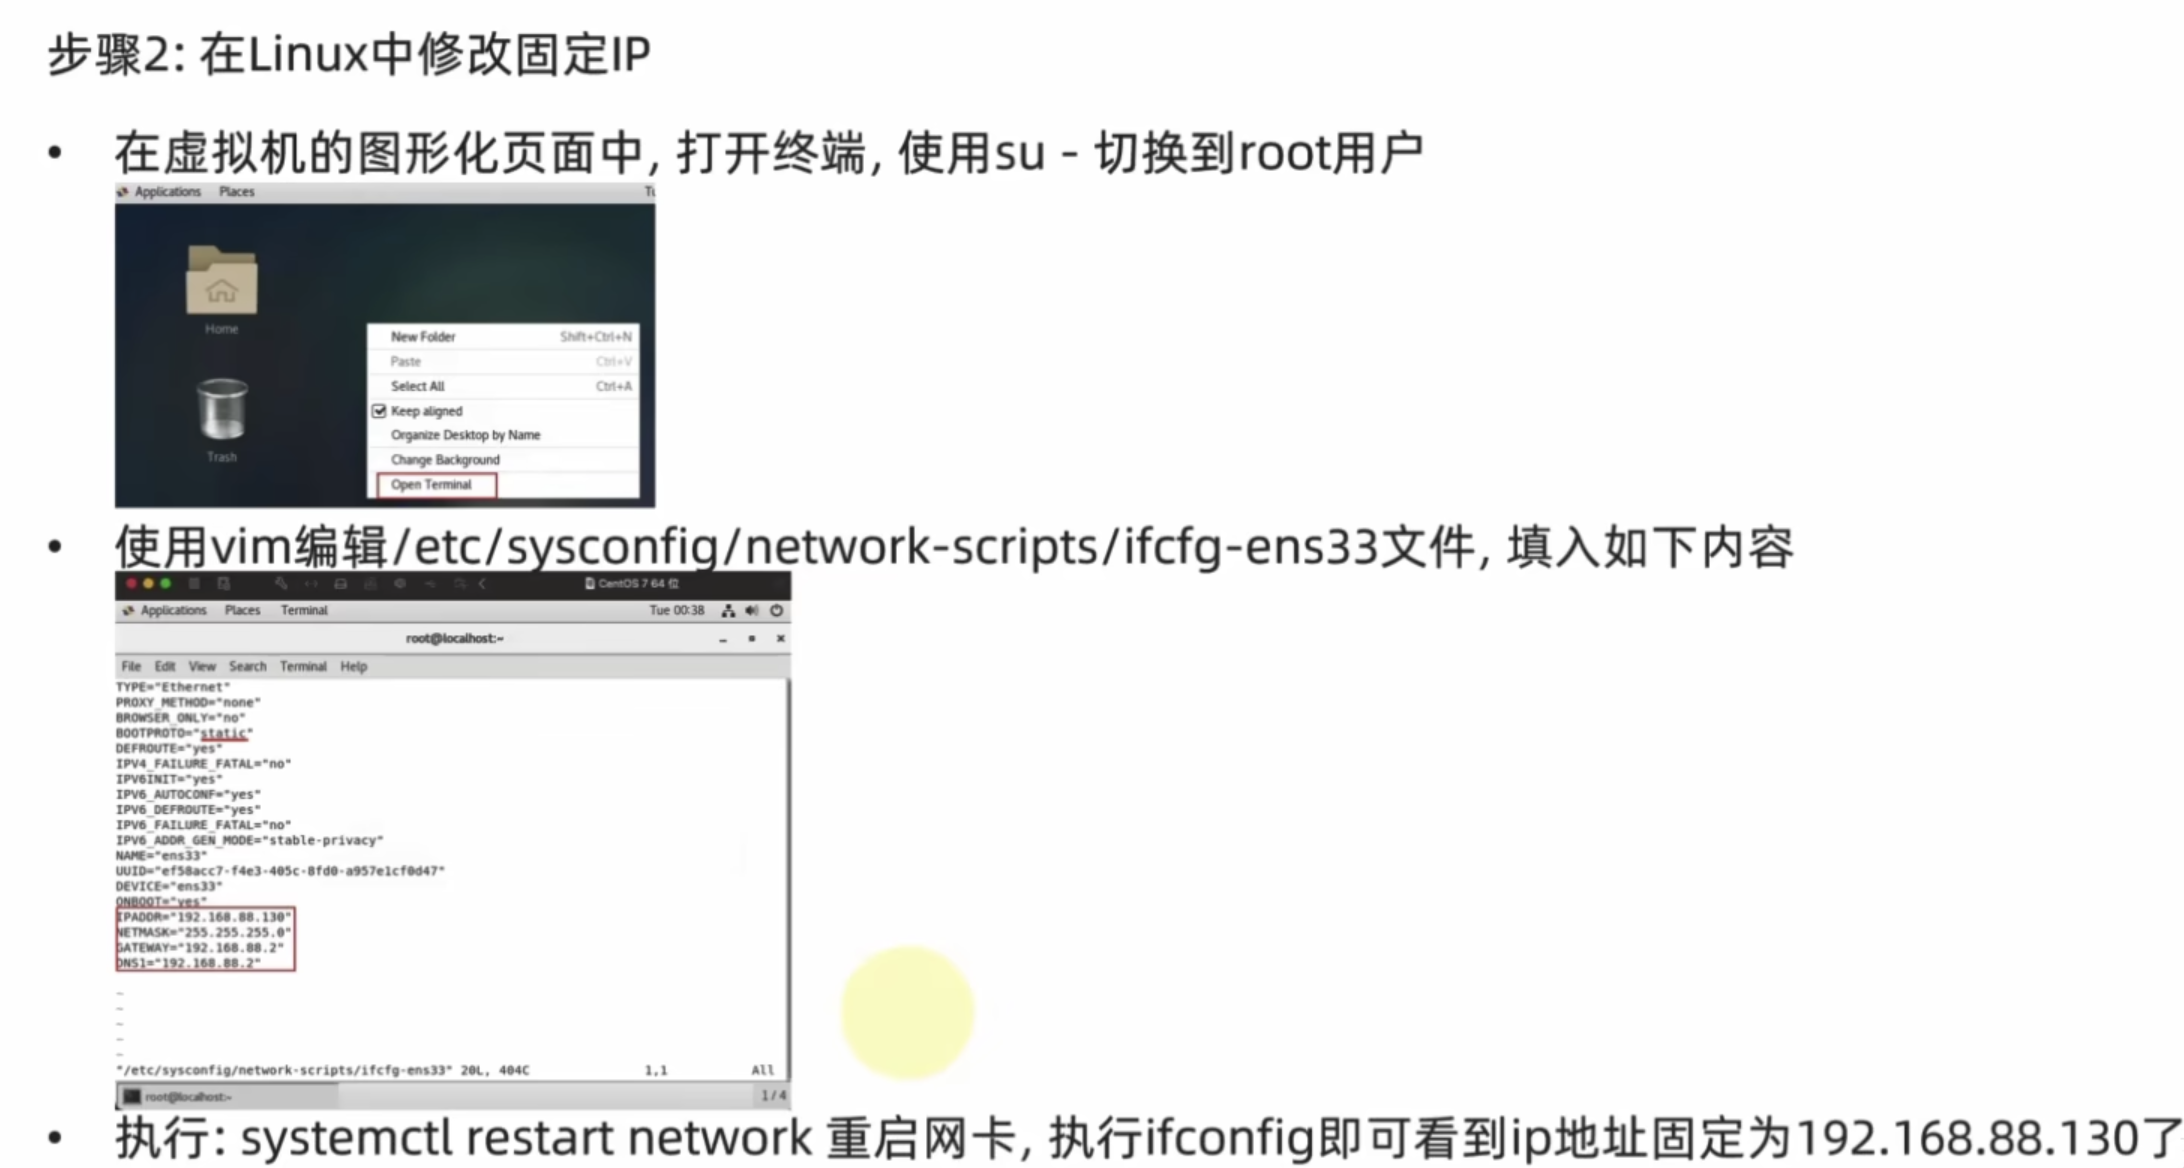 步骤2: 在Linux中修改固定IP
• 在虚拟机的图形化页面中, 打开终端, 使用su - 切换到root用户
Applications Places Tu
Home
Trash
New Folder Shift+Ctrl+N
Paste Ctrl+V
Select All Ctrl+A
Keep aligned
Organize Desktop by Name
Change Background
Open Terminal
• 使用vim编辑/etc/sysconfig/network-scripts/ifcfg-ens33文件, 填入如下内容
CentOS 7 64 位
Applications Places Terminal Tue 00:38
root@localhost:~
File Edit View Search Terminal Help
TYPE="Ethernet"
PROXY_METHOD="none"
BROWSER_ONLY="no"
BOOTPROTO="static"
DEFROUTE="yes"
IPV4_FAILURE_FATAL="no"
IPV6INIT="yes"
IPV6_AUTOCONF="yes"
IPV6_DEFROUTE="yes"
IPV6_FAILURE_FATAL="no"
IPV6_ADDR_GEN_MODE="stable-privacy"
NAME="ens33"
UUID="ef58acc7-f4e3-405c-8fd0-a957e1cf0d47"
DEVICE="ens33"
ONBOOT="yes"
IPADDR="192.168.88.130"
NETMASK="255.255.255.0"
GATEWAY="192.168.88.2"
DNS1="192.168.88.2"
~
~
~
~
~
"/etc/sysconfig/network-scripts/ifcfg-ens33" 20L, 404C 1,1 All
root@localhost:~ 1 / 4
• 执行: systemctl restart network 重启网卡, 执行ifconfig即可看到ip地址固定为192.168.88.130了